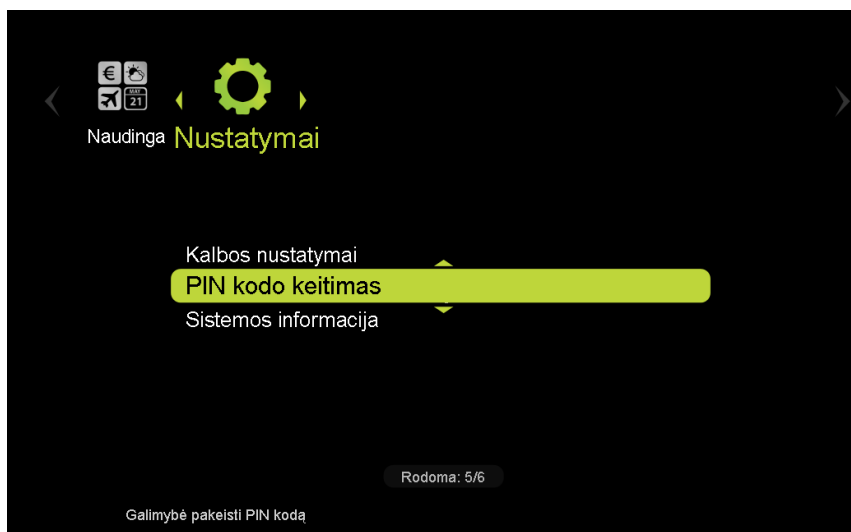 €
MAY
21
Naudinga Nustatymai
Kalbos nustatymai
PIN kodo keitimas
Sistemos informacija
Rodoma: 5/6
Galimybė pakeisti PIN kodą